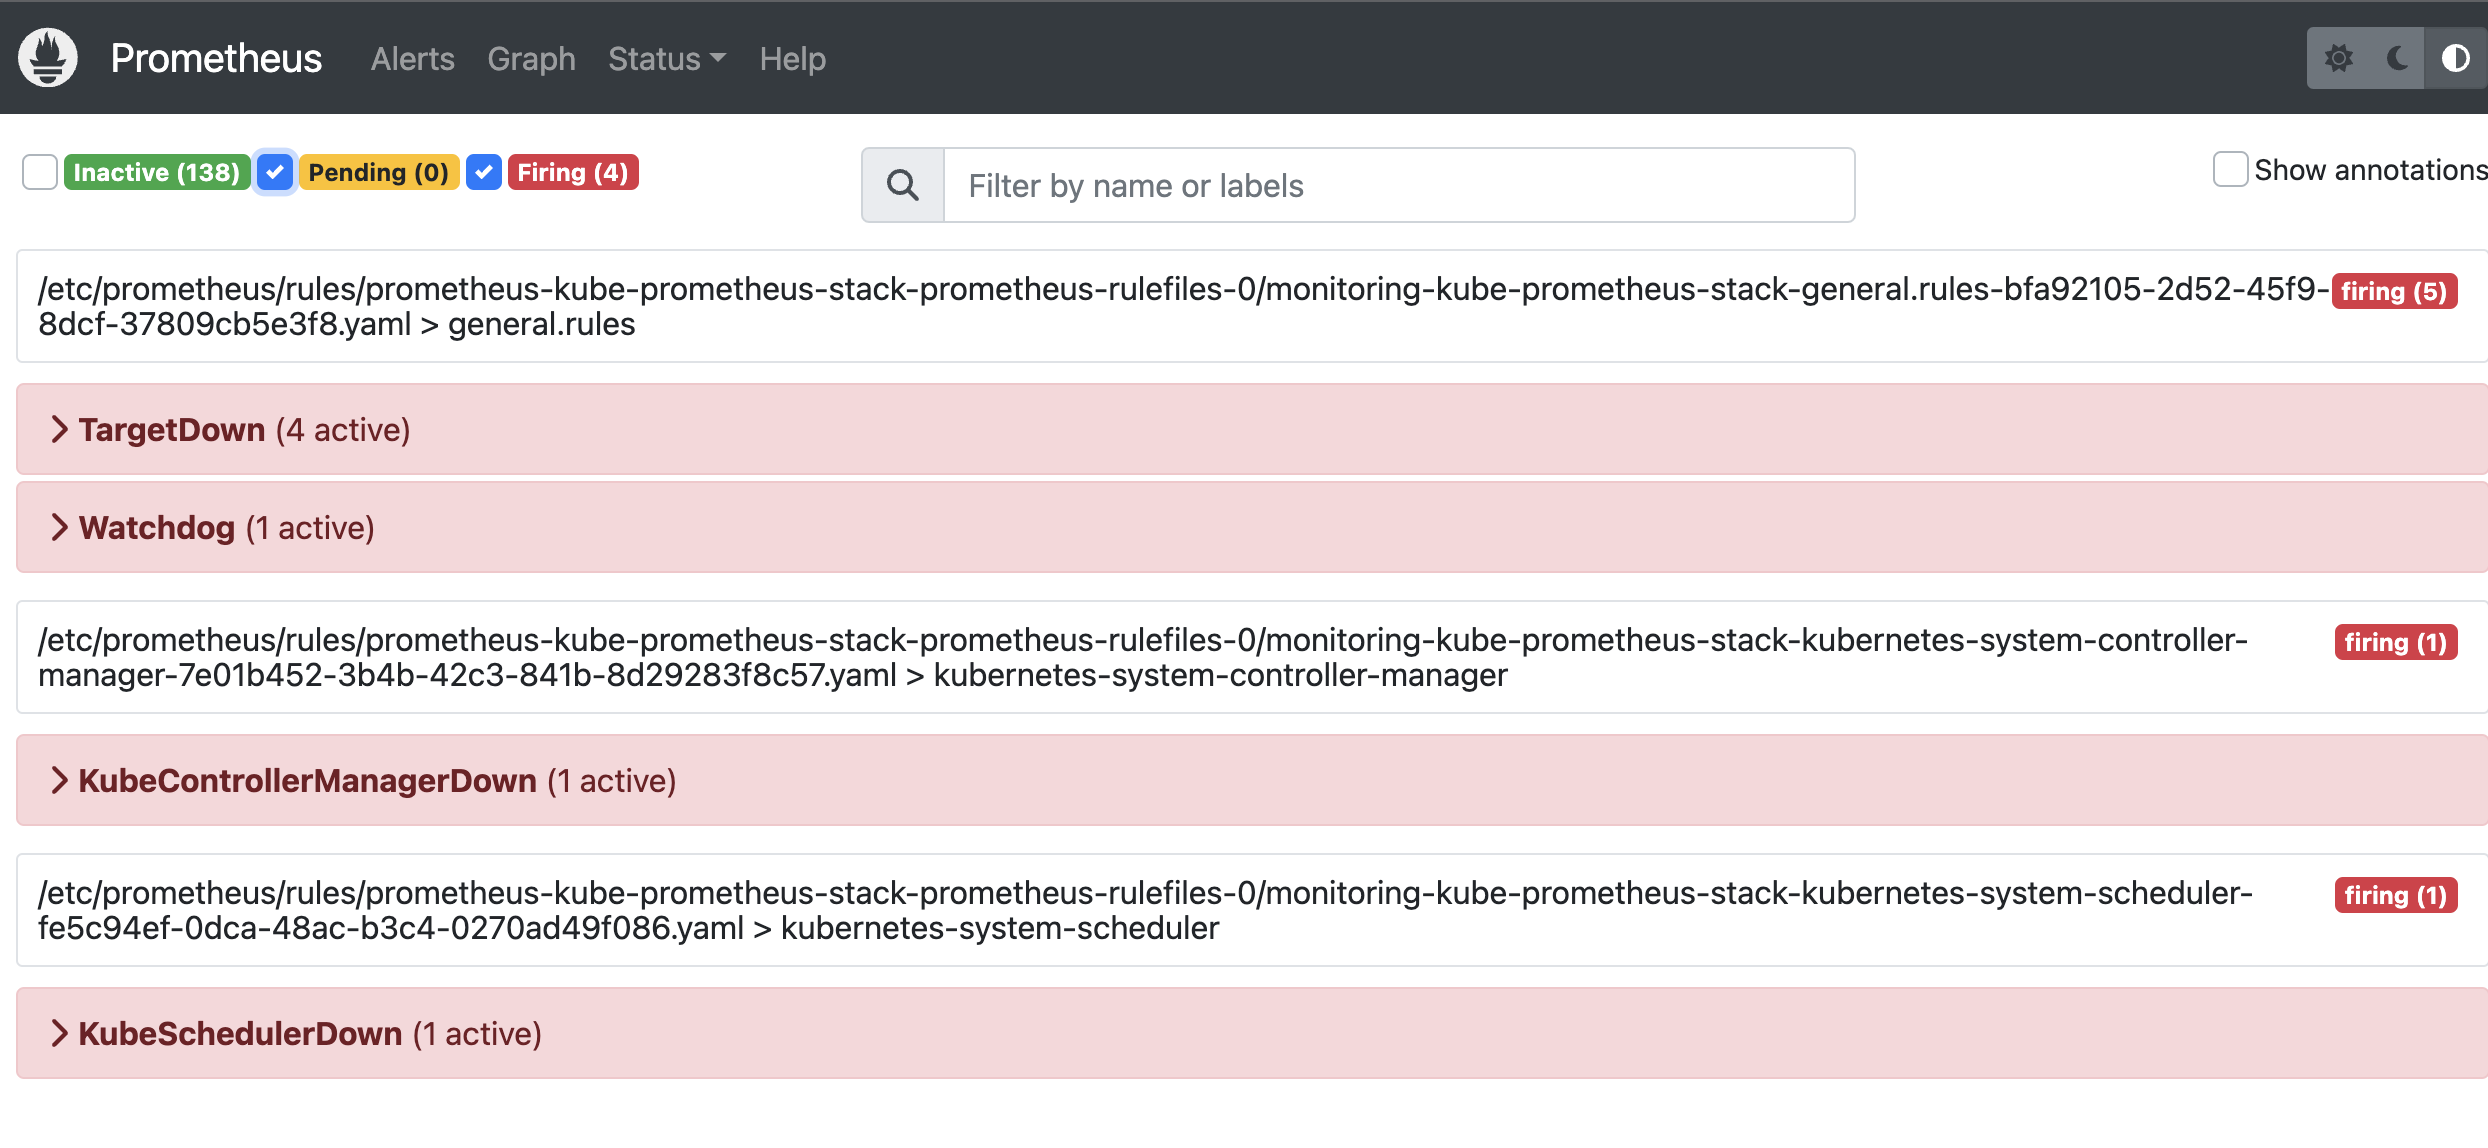 Prometheus Alerts Graph Status Help
Inactive (138) Pending (0) Firing (4) Filter by name or labels Show annotations
/etc/prometheus/rules/prometheus-kube-prometheus-stack-prometheus-rulefiles-0/monitoring-kube-prometheus-stack-general.rules-bfa92105-2d52-45f9- firing (5)
8dcf-37809cb5e3f8.yaml > general.rules
TargetDown (4 active)
Watchdog (1 active)
/etc/prometheus/rules/prometheus-kube-prometheus-stack-prometheus-rulefiles-0/monitoring-kube-prometheus-stack-kubernetes-system-controller- firing (1)
manager-7e01b452-3b4b-42c3-841b-8d29283f8c57.yaml > kubernetes-system-controller-manager
KubeControllerManagerDown (1 active)
/etc/prometheus/rules/prometheus-kube-prometheus-stack-prometheus-rulefiles-0/monitoring-kube-prometheus-stack-kubernetes-system-scheduler- firing (1)
fe5c94ef-0dca-48ac-b3c4-0270ad49f086.yaml > kubernetes-system-scheduler
KubeSchedulerDown (1 active)